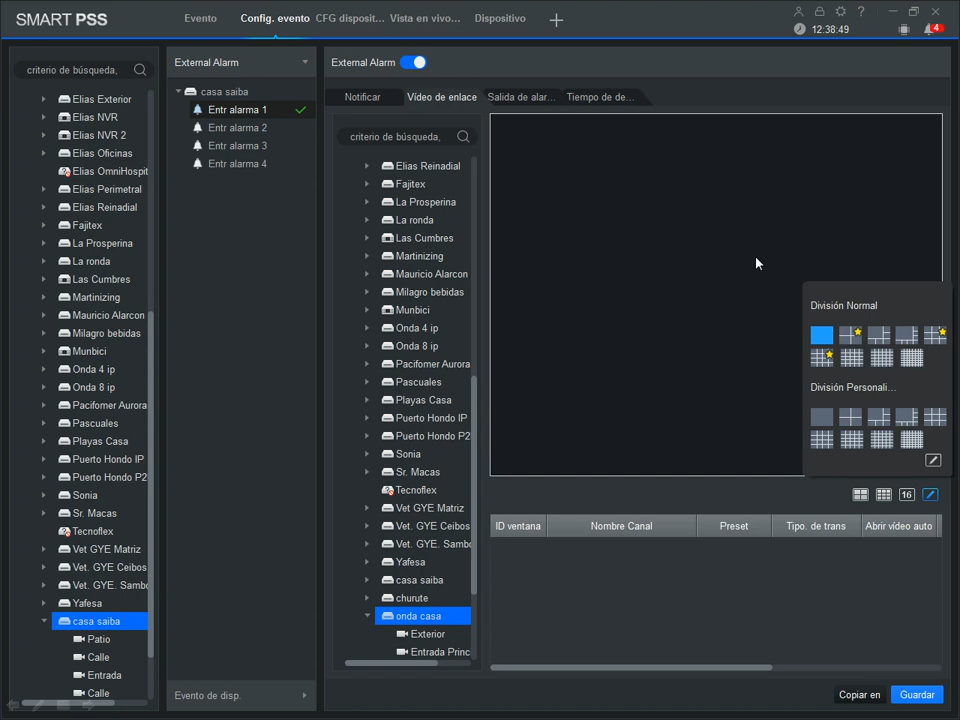 SMART PSS
Evento
Config. evento
CFG disposit...
Vista en vivo...
Dispositivo
12:38:49
4
criterio de búsqueda,
Elias Exterior
Elias NVR
Elias NVR 2
Elias Oficinas
Elias OmniHospit
Elias Perimetral
Elias Reinadial
Fajitex
La Prosperina
La ronda
Las Cumbres
Martinizing
Mauricio Alarcon
Milagro bebidas
Munbici
Onda 4 ip
Onda 8 ip
Pacifomer Aurora
Pascuales
Playas Casa
Puerto Hondo IP
Puerto Hondo P2
Sonia
Sr. Macas
Tecnoflex
Vet GYE Matriz
Vet. GYE Ceibos
Vet. GYE. Sambo
Yafesa
casa saiba
Patio
Calle
Entrada
Calle
External Alarm
casa saiba
Entr alarma 1
Entr alarma 2
Entr alarma 3
Entr alarma 4
Evento de disp.
External Alarm
Notificar
Vídeo de enlace
Salida de alar...
Tiempo de de...
criterio de búsqueda,
Elias Reinadial
Fajitex
La Prosperina
La ronda
Las Cumbres
Martinizing
Mauricio Alarcon
Milagro bebidas
Munbici
Onda 4 ip
Onda 8 ip
Pacifomer Aurora
Pascuales
Playas Casa
Puerto Hondo IP
Puerto Hondo P2
Sonia
Sr. Macas
Tecnoflex
Vet GYE Matriz
Vet. GYE Ceibos
Vet. GYE. Sambo
Yafesa
casa saiba
churute
onda casa
Exterior
Entrada Princ
División Normal
División Personali...
16
ID ventana
Nombre Canal
Preset
Tipo. de trans
Abrir vídeo auto
Copiar en
Guardar